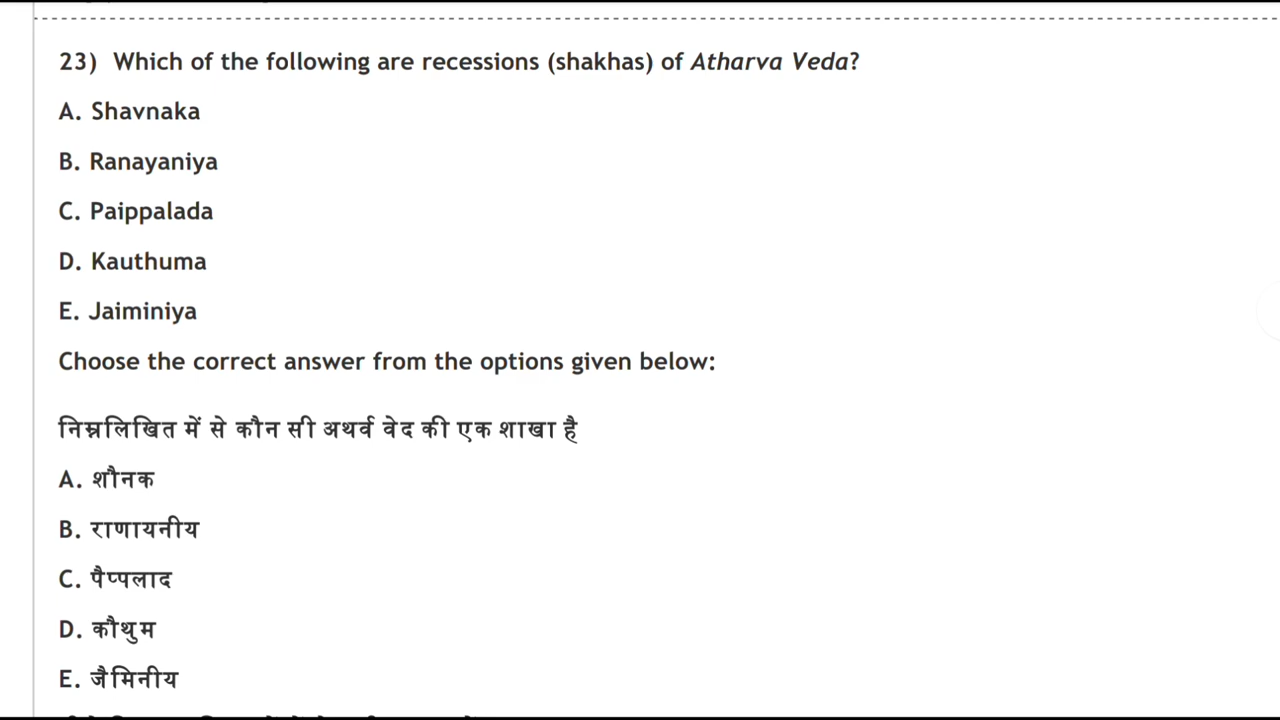 23) Which of the following are recessions (shakhas) of Atharva Veda?
A. Shavnaka
B. Ranayaniya
C. Paippalada
D. Kauthuma
E. Jaiminiya
Choose the correct answer from the options given below:
निम्नलिखित में से कौन सी अथर्व वेद की एक शाखा है
A. शौनक
B. राणायनीय
C. पैप्पलाद
D. कौथुम
E. जैमिनीय